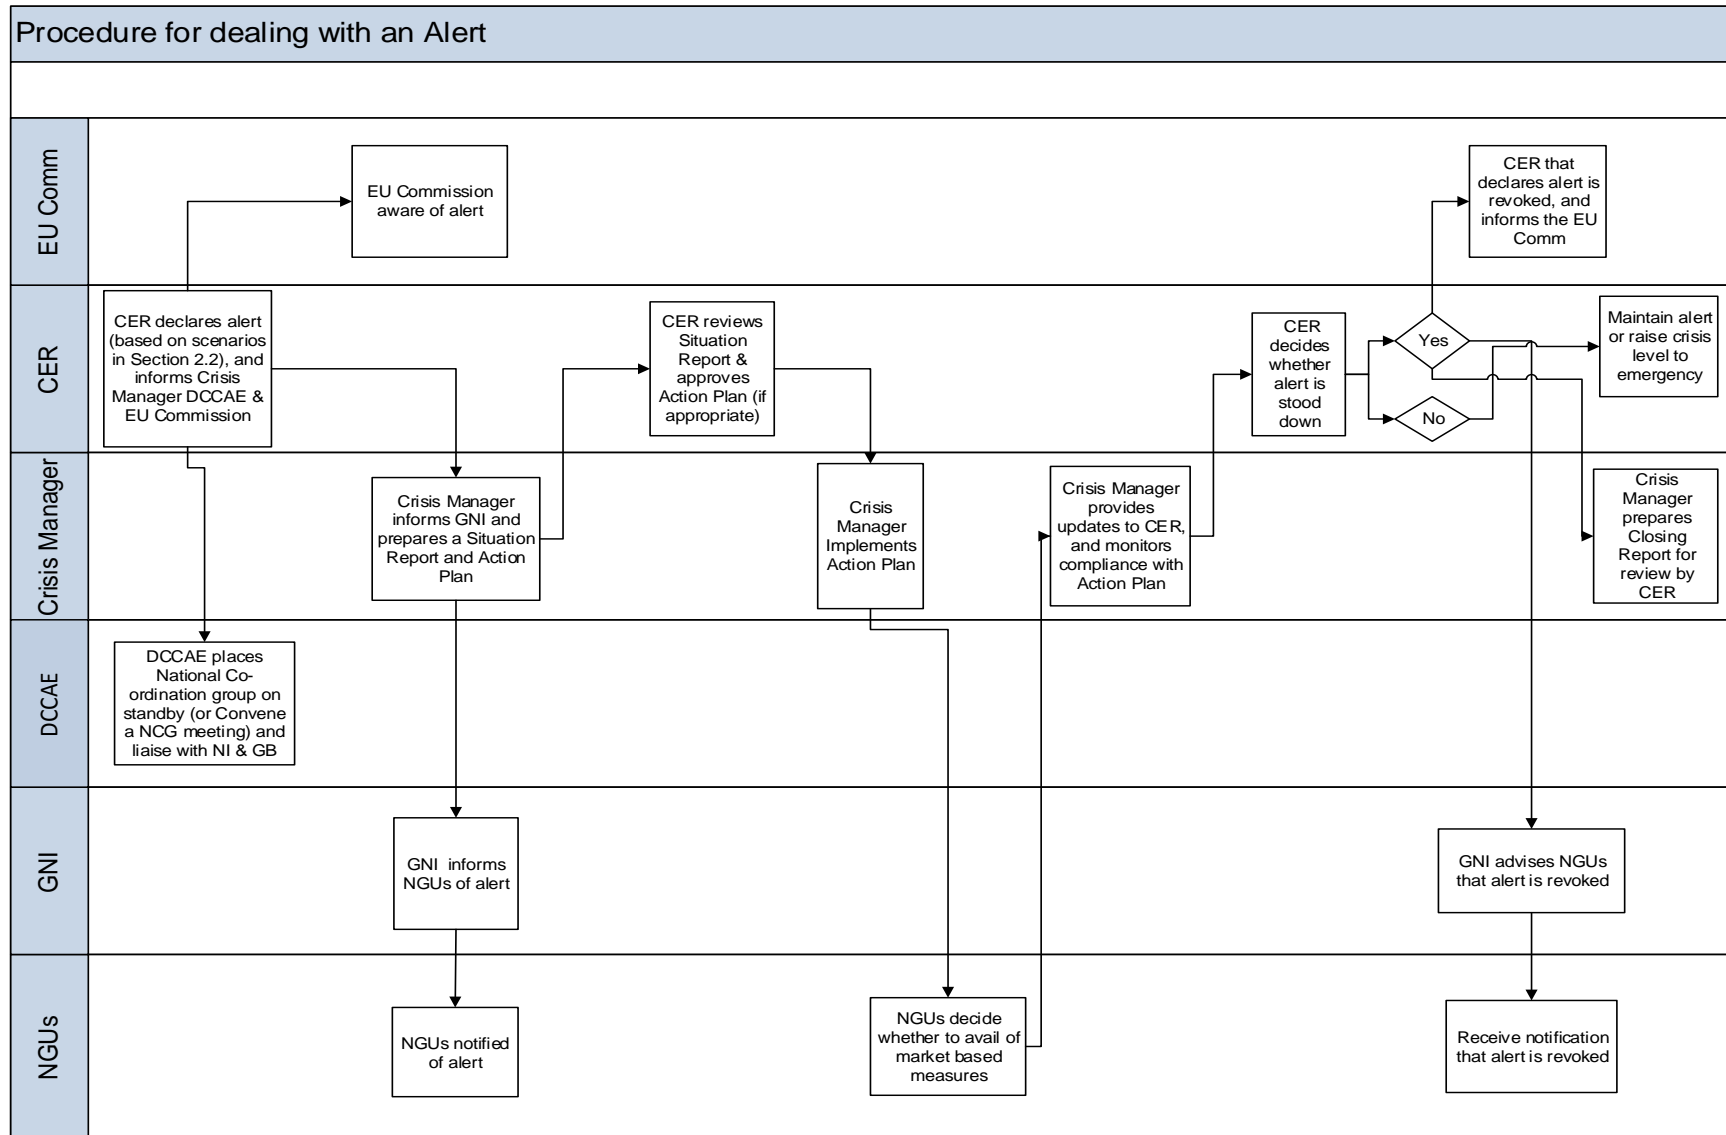 Procedure for dealing with an Alert
EU Comm
EU Commission
aware of alert
CER that
declares alert is
revoked, and
informs the EU
Comm
CER
CER declares alert
(based on scenarios
in Section 2.2), and
informs Crisis
Manager DCCAE &
EU Commission
CER reviews
Situation
Report &
approves
Action Plan (if
appropriate)
CER
decides
whether
alert is
stood
down
Yes
No
Maintain alert
or raise crisis
level to
emergency
Crisis Manager
Crisis Manager
informs GNI and
prepares a Situation
Report and Action
Plan
Crisis
Manager
Implements
Action Plan
Crisis Manager
provides
updates to CER,
and monitors
compliance with
Action Plan
Crisis
Manager
prepares
Closing
Report for
review by
CER
DCCAE
DCCAE places
National Co-
ordination group on
standby (or Convene
a NCG meeting) and
liaise with NI & GB
GNI
GNI informs
NGUs of alert
GNI advises NGUs
that alert is revoked
NGUs
NGUs notified
of alert
NGUs decide
whether to avail of
market based
measures
Receive notification
that alert is revoked